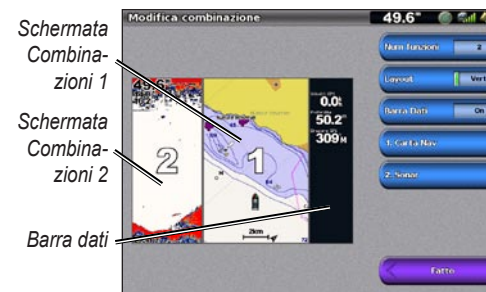 Schermata
Combina-
zioni 1
Schermata
Combina-
zioni 2
Barra dati
Modifica combinazione
49.6"
Num funzioni 2
Layout Vert
Barra Dati On
1. Carta Nav
2. Sonar
Fatto
2
1
0.0
50.2"
309
2km